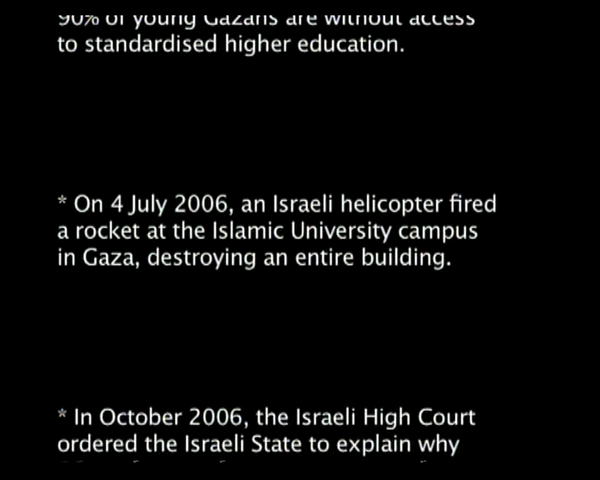 90% of young Gazans are without access
to standardised higher education.
* On 4 July 2006, an Israeli helicopter fired
a rocket at the Islamic University campus
in Gaza, destroying an entire building.
* In October 2006, the Israeli High Court
ordered the Israeli State to explain why